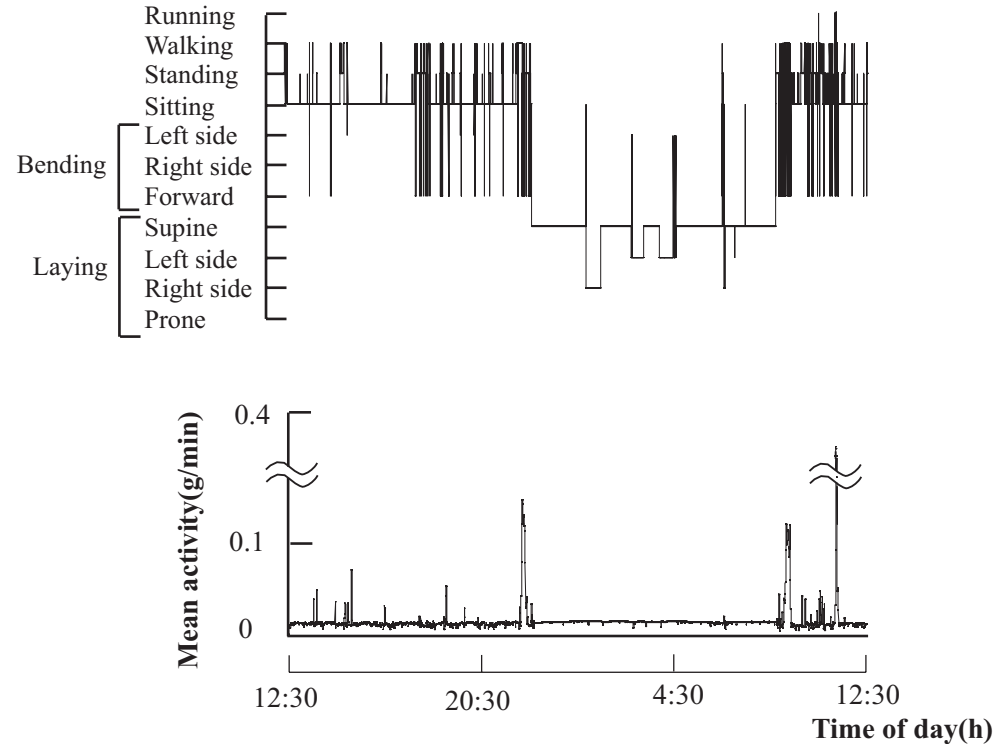 Running
Walking
Standing
Sitting
Left side
Bending
Right side
Forward
Supine
Left side
Laying
Right side
Prone
Mean activity(g/min)
0.4
0.1
0
12:30
20:30
4:30
12:30
Time of day(h)